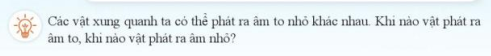 Các vật xung quanh ta có thể phát ra âm to nhỏ khác nhau. Khi nào vật phát ra
âm to, khi nào vật phát ra âm nhỏ?